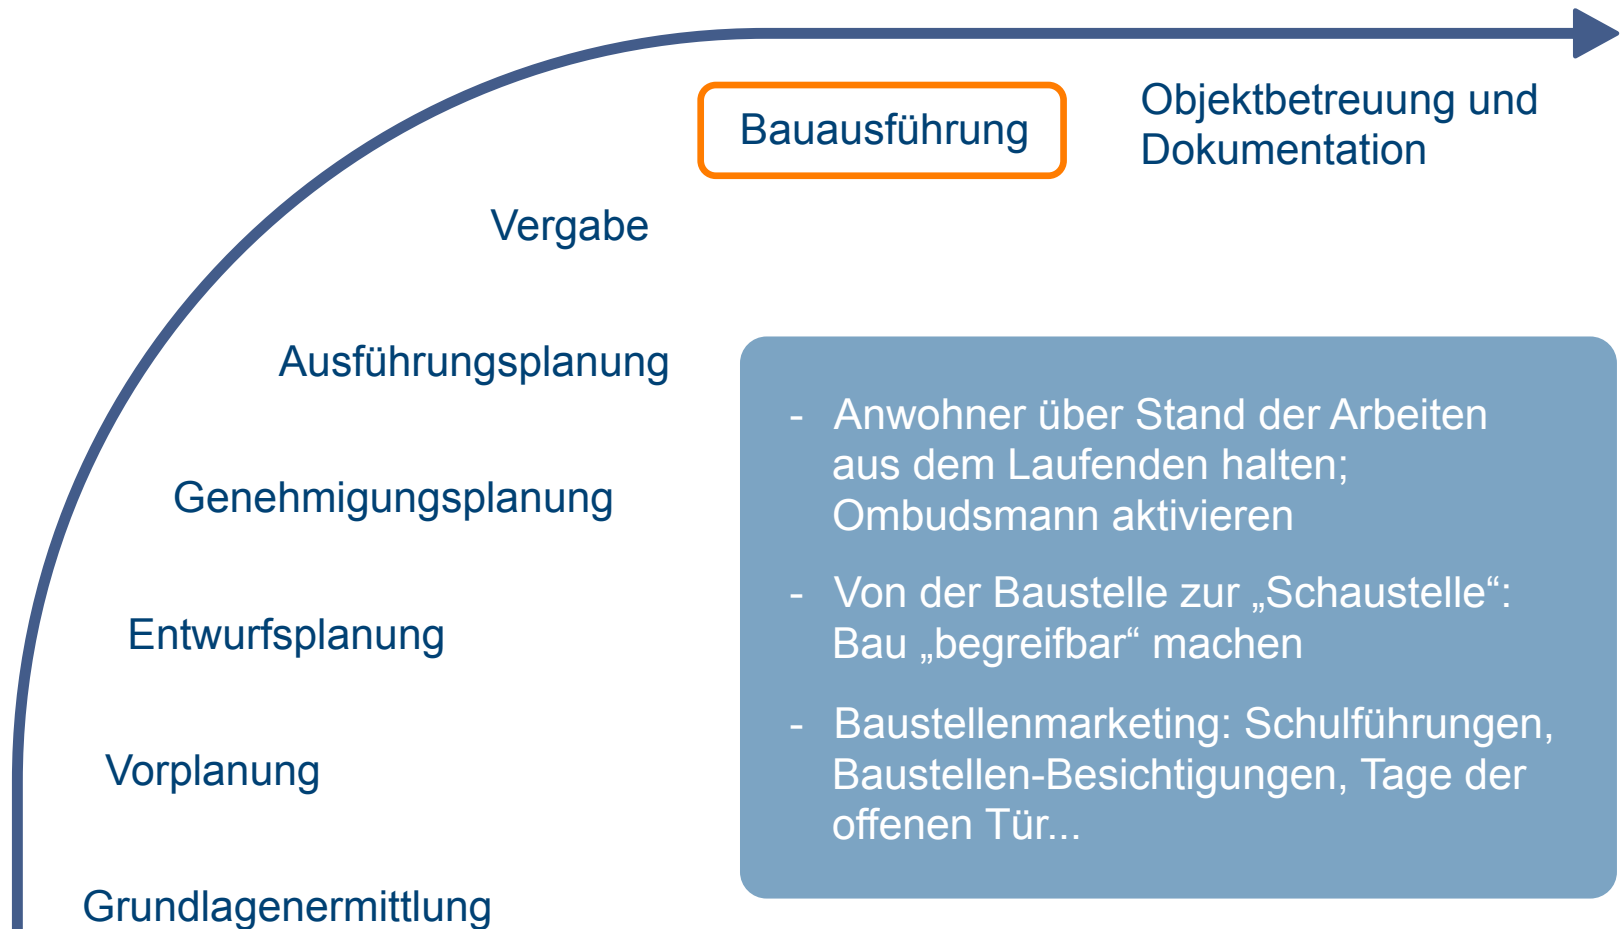 Bauausführung
Objektbetreuung und
Dokumentation
Vergabe
Ausführungsplanung
Genehmigungsplanung
Entwurfsplanung
Vorplanung
Grundlagenermittlung
- Anwohner über Stand der Arbeiten
aus dem Laufenden halten;
Ombudsmann aktivieren
- Von der Baustelle zur „Schaustelle“:
Bau „begreifbar“ machen
- Baustellenmarketing: Schulführungen,
Baustellen-Besichtigungen, Tage der
offenen Tür...